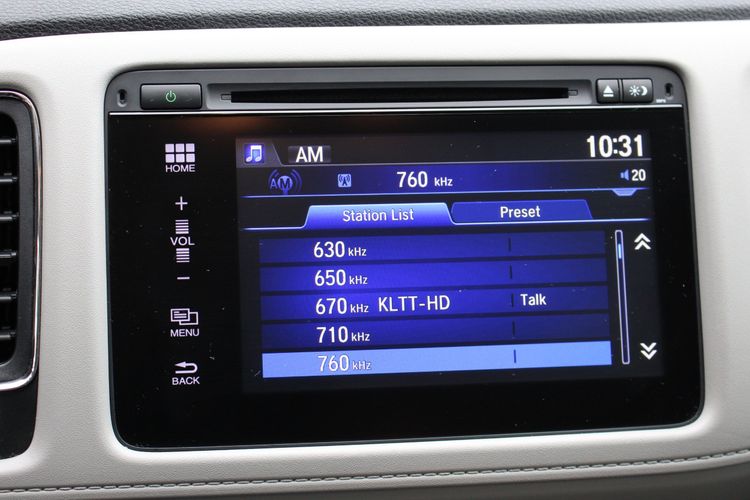 HOME
+
VOL
−
MENU
BACK
AM
10:31
AM
760 kHz
20
Station List
Preset
630 kHz
650 kHz
670 kHz KLTT-HD Talk
710 kHz
760 kHz